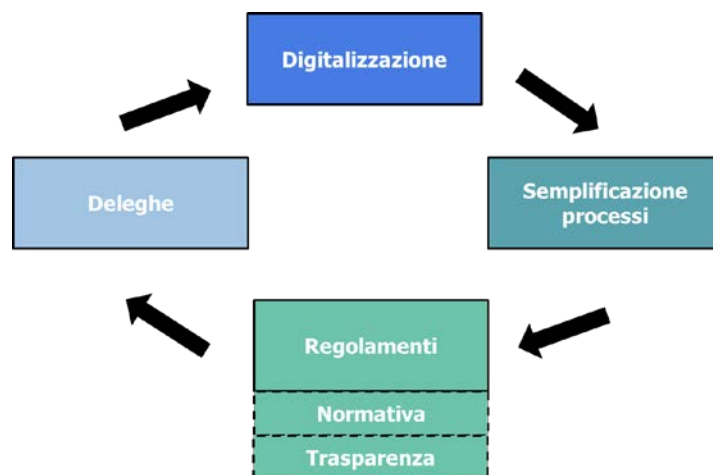 Digitalizzazione
Deleghe
Semplificazione
processi
Regolamenti
Normativa
Trasparenza